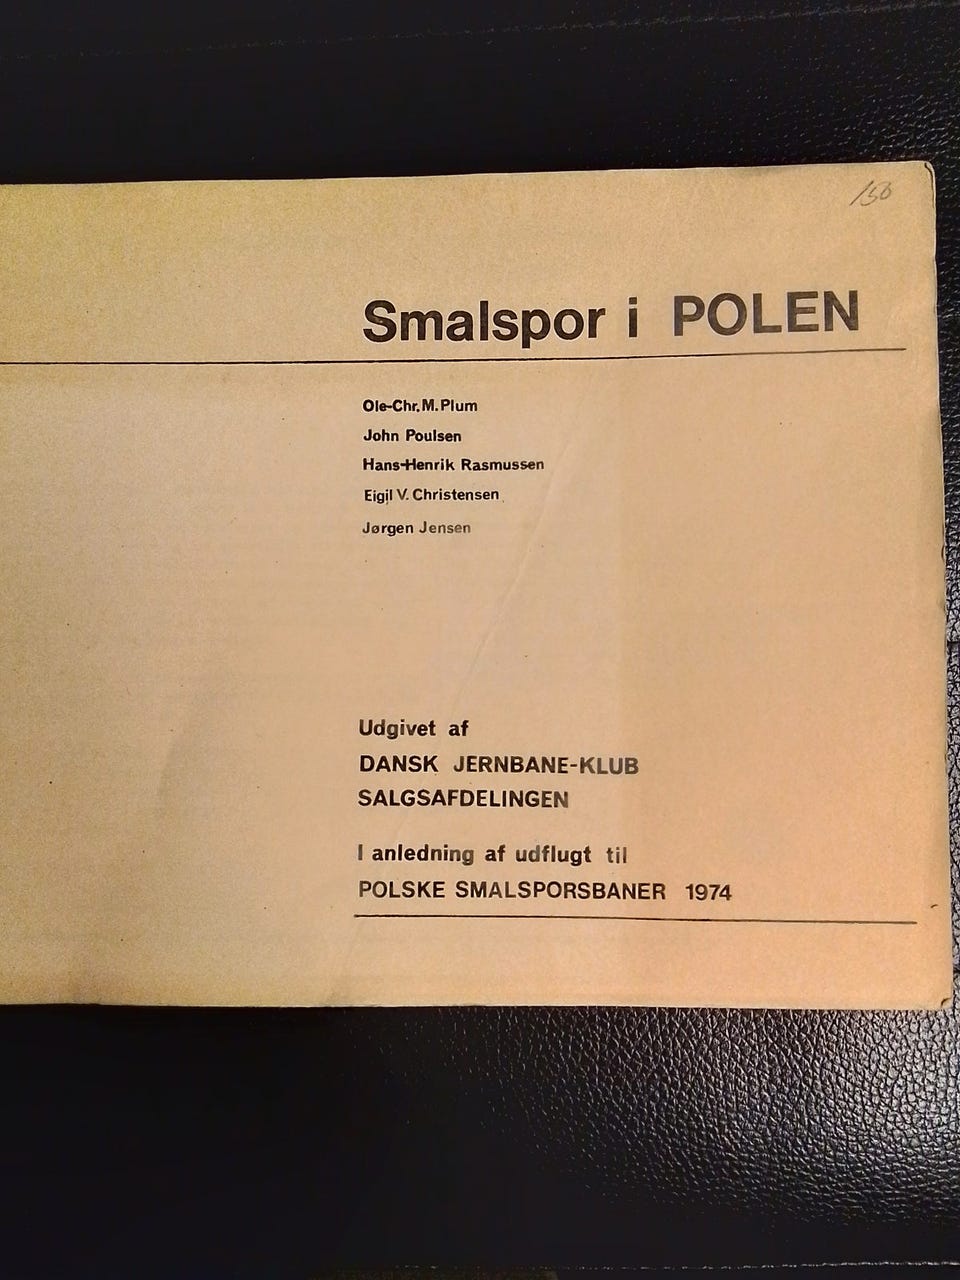 150
Smalspor i POLEN
Ole-Chr. M. Plum
John Poulsen
Hans-Henrik Rasmussen
Eigil V. Christensen
Jørgen Jensen
Udgivet af
DANSK JERNBANE-KLUB
SALGSAFDELINGEN
I anledning af udflugt til
POLSKE SMALSPORSBANER 1974